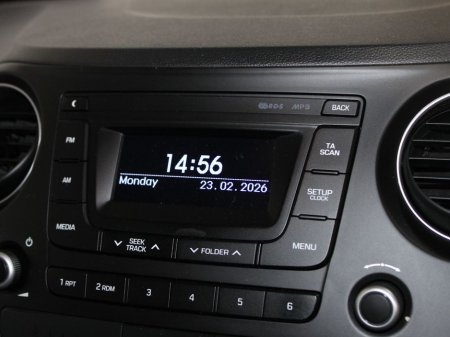 RDS MP3 BACK
FM
14:56
TA
SCAN
AM
Monday 23.02.2026
SETUP
CLOCK
MEDIA
SEEK
TRACK
FOLDER
MENU
1 RPT 2 RDM 3 4 5 6